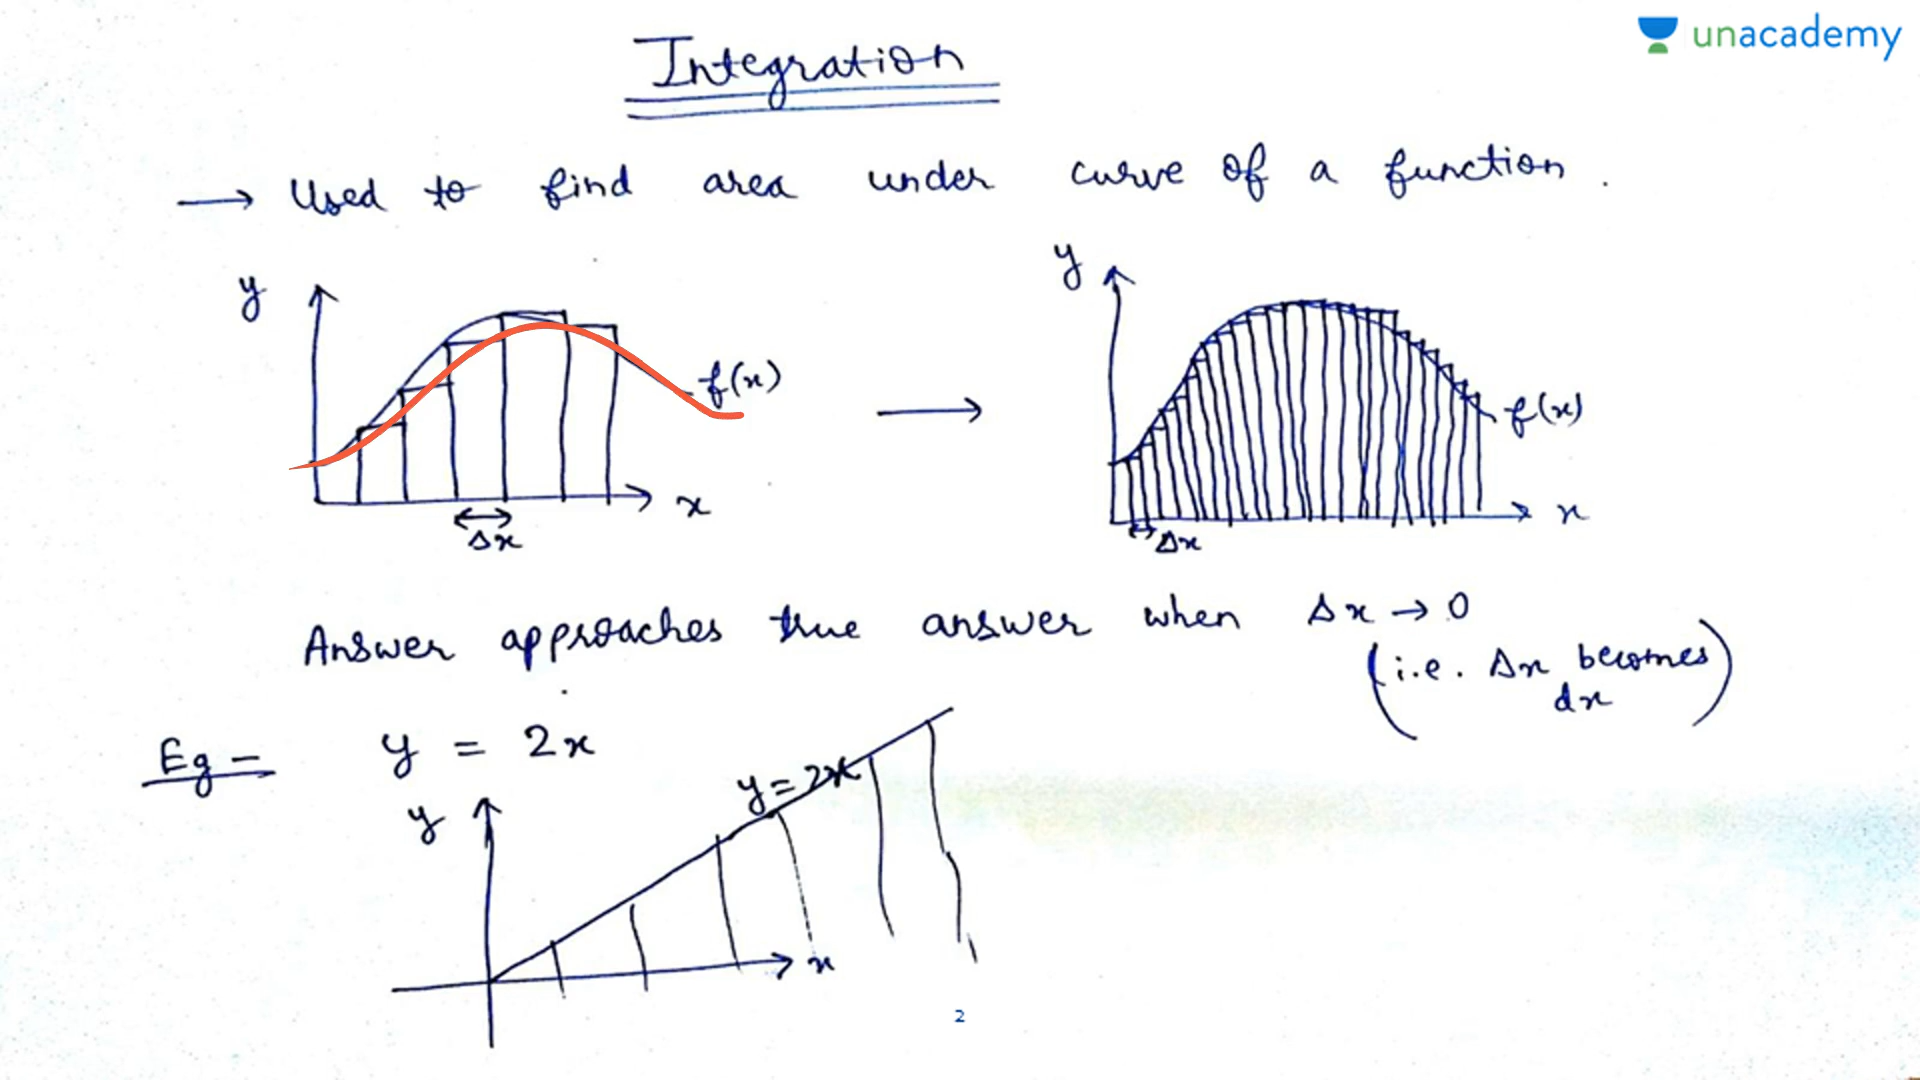 unacademy
Integration
→ Used to find area under curve of a function.
y
f(x)
x
Δx
→
y
f(x)
x
Δx
Answer approaches true answer when Δx → 0
(i.e. Δx becomes
dx)
Eg - y = 2x
y
y = 2x
x
2